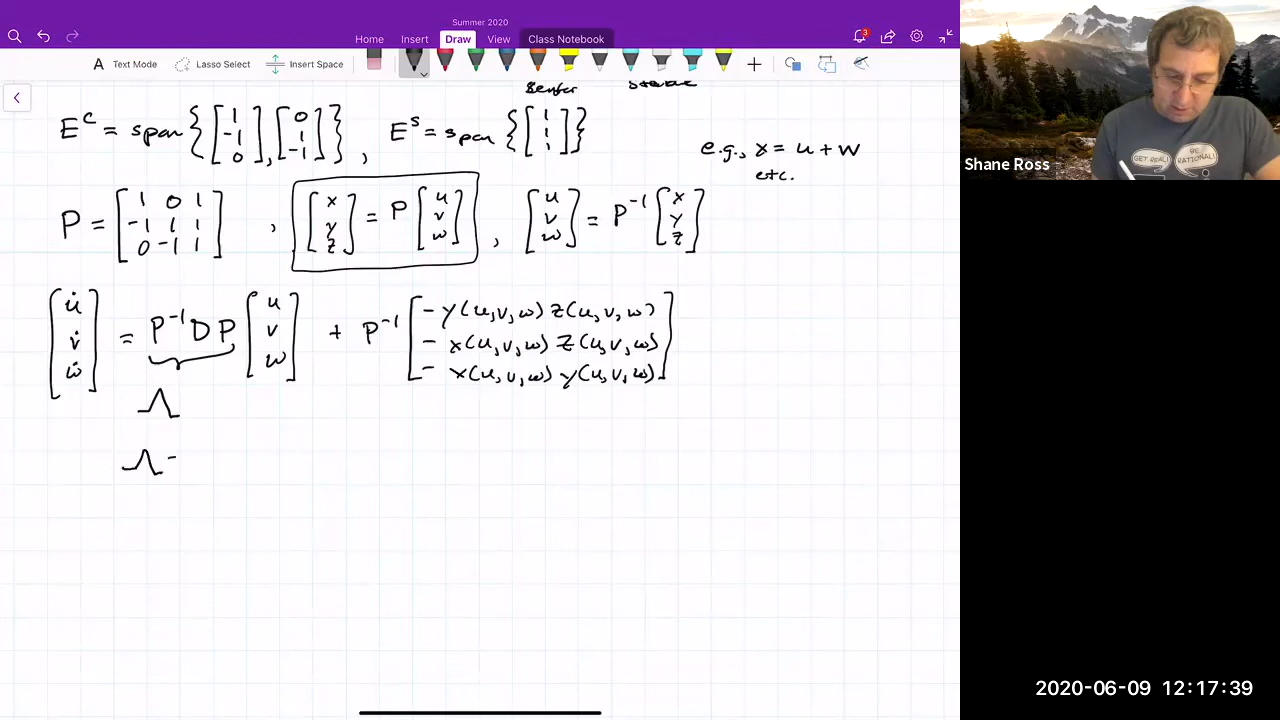 Summer 2020
Home Insert Draw View Class Notebook
3
Text Mode Lasso Select Insert Space
Center Stable
E^c = span { [1 -1 0], [0 1 -1] }, E^s = span { [1 1 1] }
e.g., x = u + w
etc.
P = [1 0 1; -1 1 1; 0 -1 1], [x y z] = P [u v w], [u v w] = P^-1 [x y z]
[u̇ v̇ ẇ] = P^-1 D P [u v w] + P^-1 [- y(u,v,w) z(u,v,w); - x(u,v,w) z(u,v,w); - x(u,v,w) y(u,v,w)]
Λ
Λ -
GET REAL! BE RATIONAL!
Shane Ross
2020-06-09 12:17:39